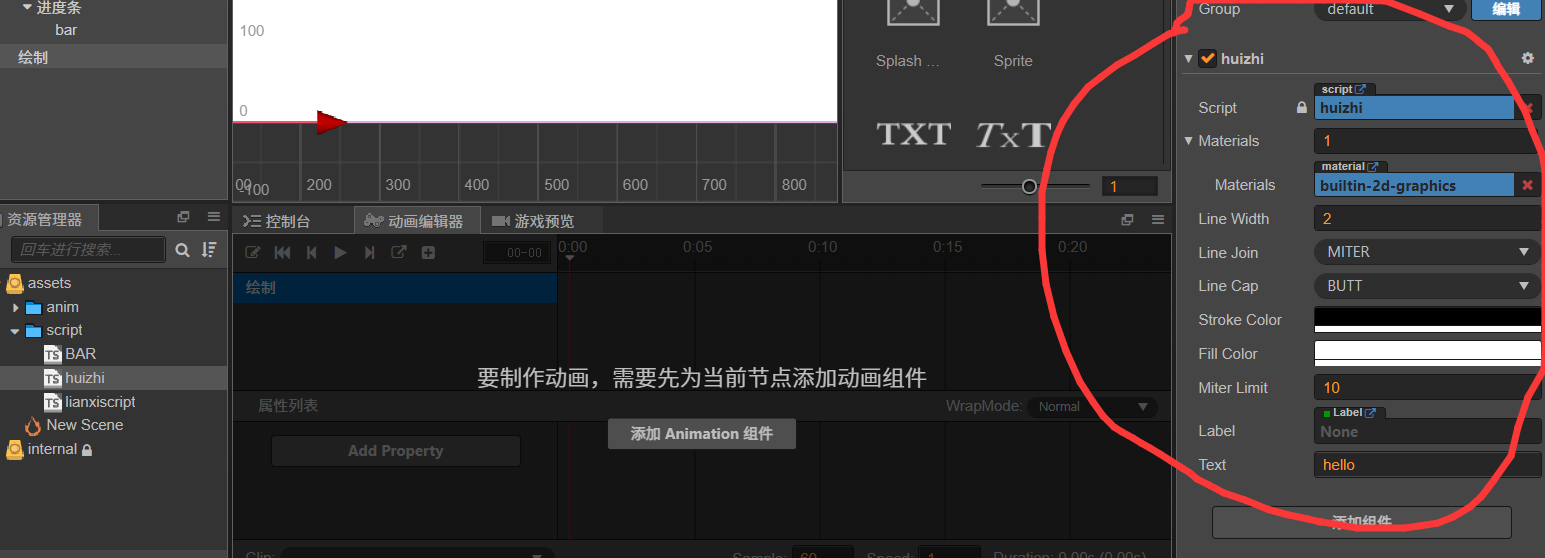 进度条
bar
绘制
100
0
00
-100
200
300
400
500
600
700
800
Splash ...
Sprite
TXT
TxT
1
资源管理器
回车进行搜索...
assets
anim
script
TS BAR
TS huizhi
TS lianxiscript
New Scene
internal
控制台
动画编辑器
游戏预览
00-00
0:00
0:05
0:10
0:15
0:20
绘制
要制作动画，需要先为当前节点添加动画组件
属性列表
WrapMode:
Normal
添加 Animation 组件
Add Property
Clip:
Sample:
60
Speed:
1
Duration: 0.00s (0.00s)
Group
default
编辑
huizhi
script
Script
huizhi
Materials
1
material
Materials
builtin-2d-graphics
Line Width
2
Line Join
MITER
Line Cap
BUTT
Stroke Color
Fill Color
Miter Limit
10
Label
Label
None
Text
hello
添加组件